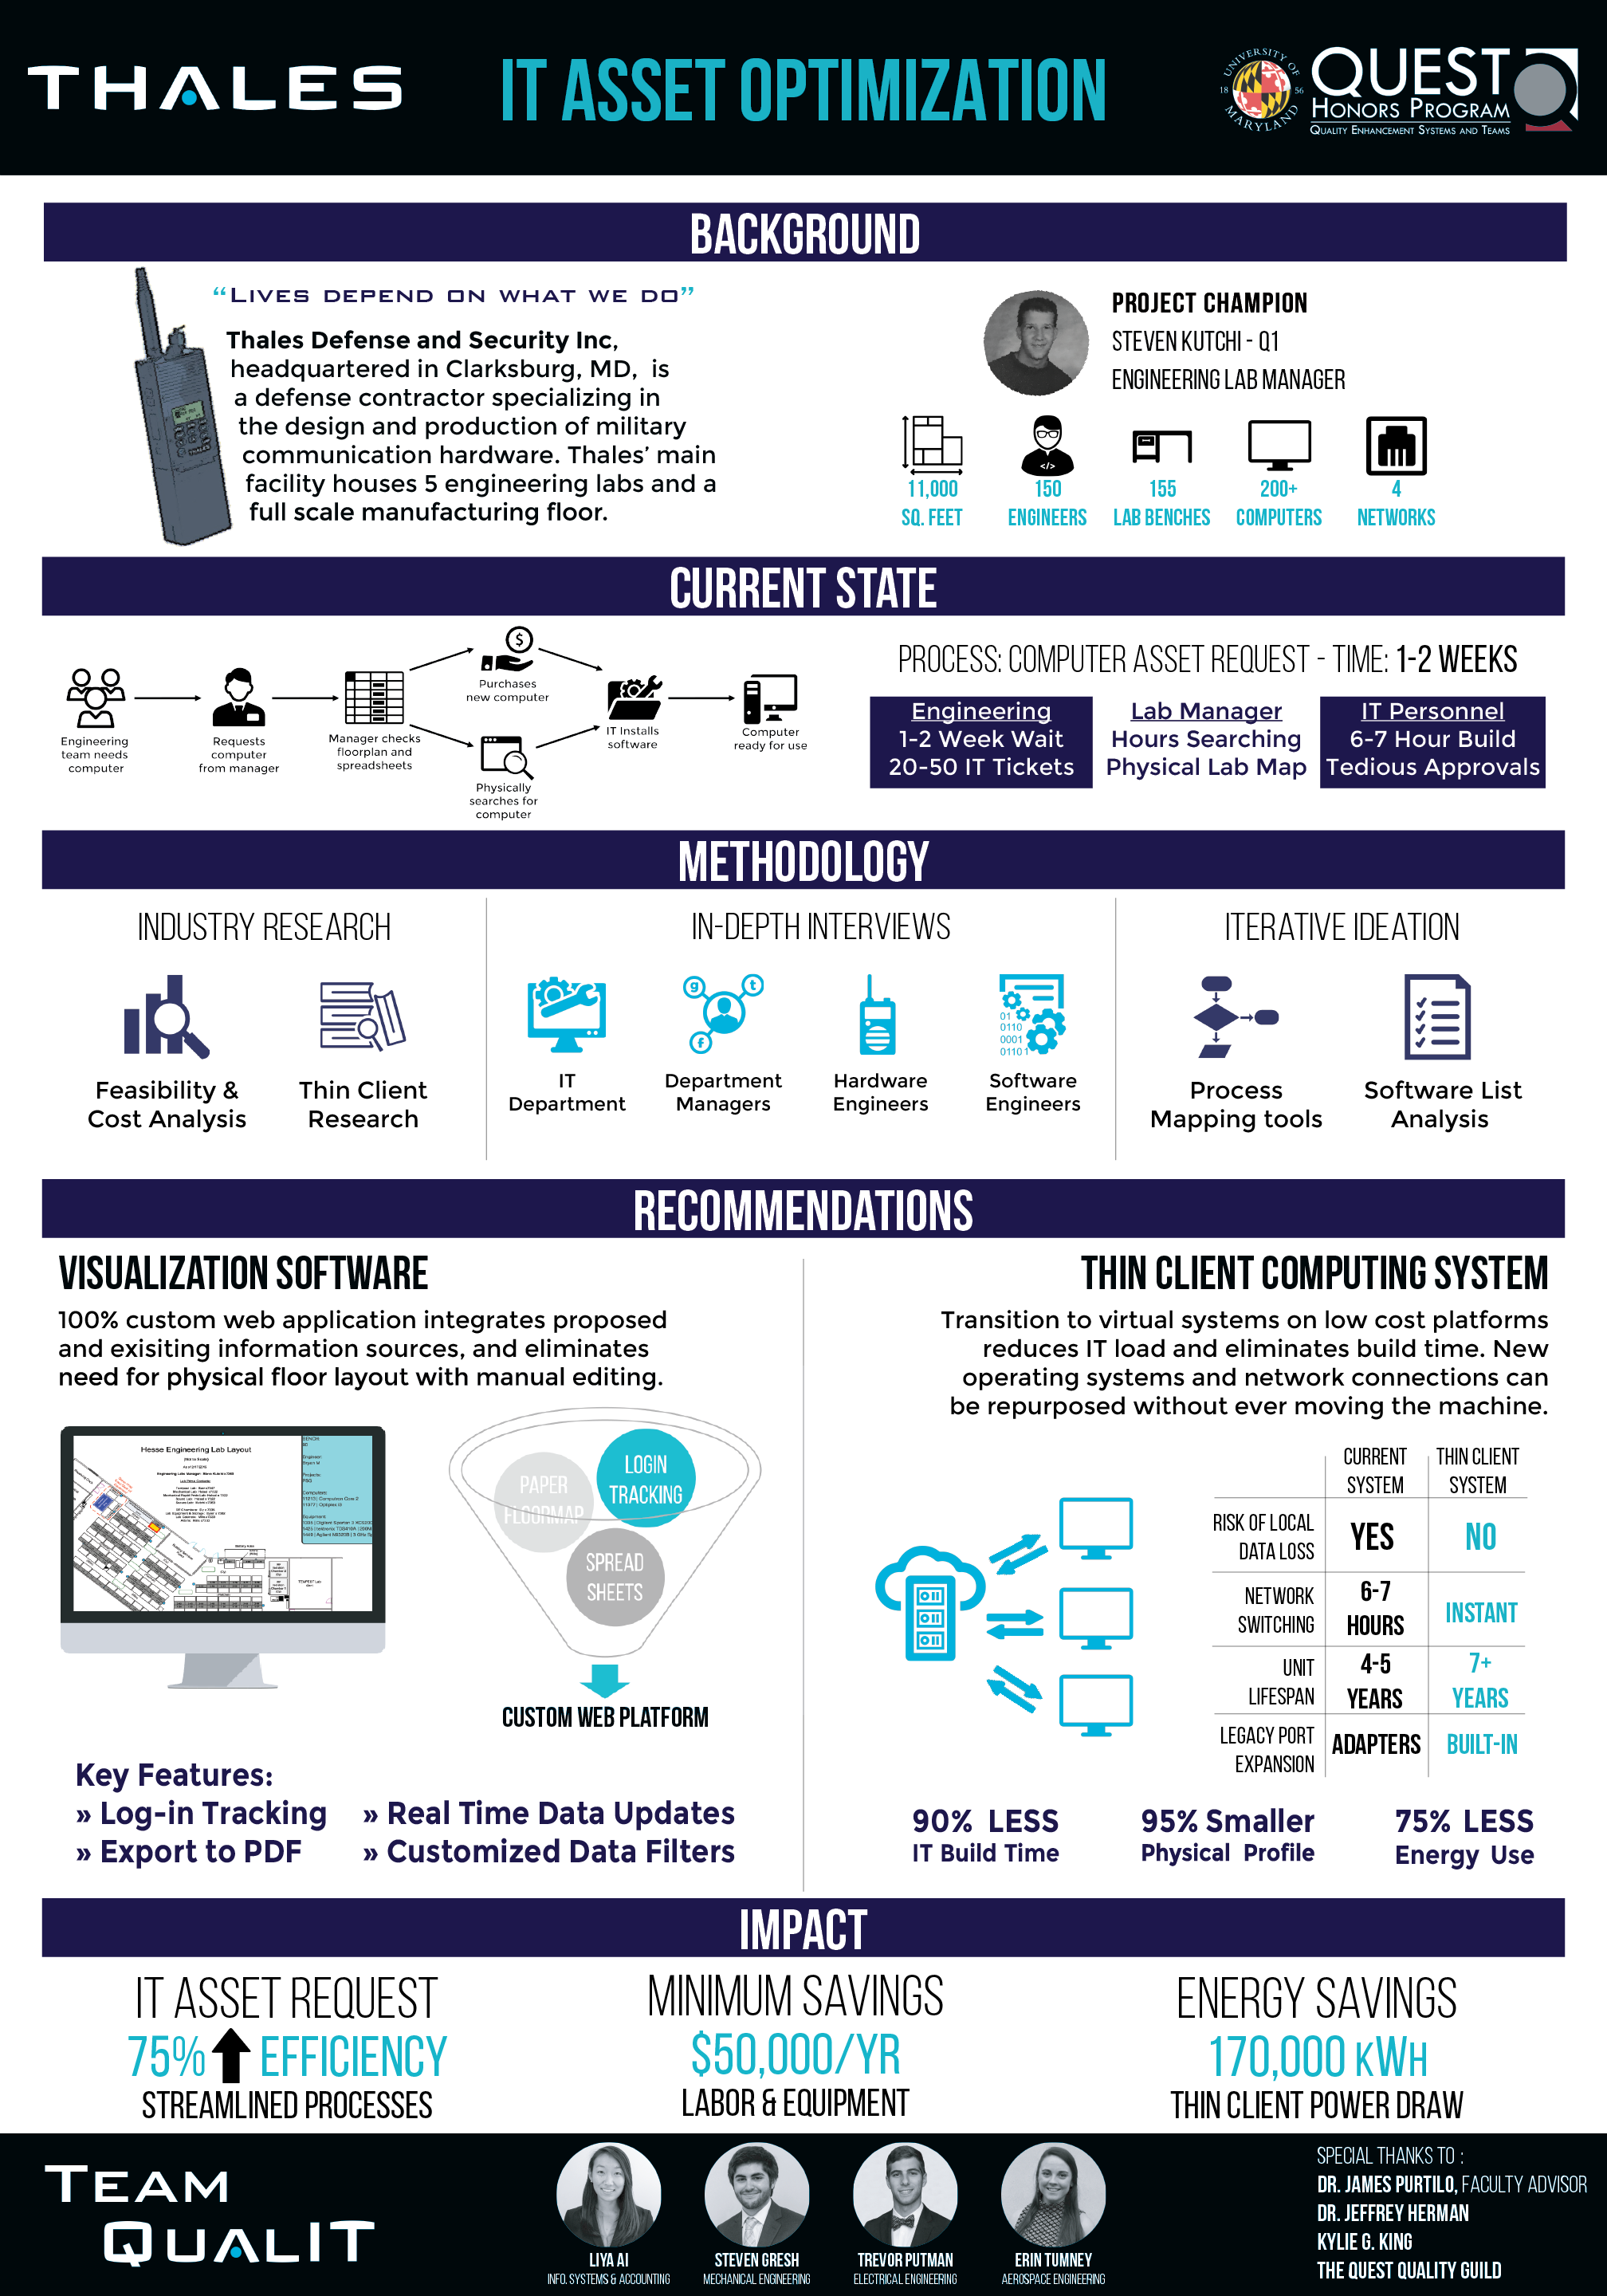 THALES
IT ASSET OPTIMIZATION
UNIVERSITY OF
18 56
MARYLAND
QUEST
HONORS PROGRAM
QUALITY ENHANCEMENT SYSTEMS AND TEAMS
BACKGROUND
“LIVES DEPEND ON WHAT WE DO”
Thales Defense and Security Inc,
headquartered in Clarksburg, MD, is
a defense contractor specializing in
the design and production of military
communication hardware. Thales’ main
facility houses 5 engineering labs and a
full scale manufacturing floor.
THALES
PROJECT CHAMPION
STEVEN KUTCHI - Q1
ENGINEERING LAB MANAGER
</>
11,000
SQ. FEET
150
ENGINEERS
155
LAB BENCHES
200+
COMPUTERS
4
NETWORKS
CURRENT STATE
Engineering
team needs
computer
Requests
computer
from manager
Manager checks
floorplan and
spreadsheets
$
Purchases
new computer
Physically
searches for
computer
IT Installs
software
Computer
ready for use
PROCESS: COMPUTER ASSET REQUEST - TIME: 1-2 WEEKS
Engineering
1-2 Week Wait
20-50 IT Tickets
Lab Manager
Hours Searching
Physical Lab Map
IT Personnel
6-7 Hour Build
Tedious Approvals
METHODOLOGY
INDUSTRY RESEARCH
Feasibility &
Cost Analysis
Thin Client
Research
IN-DEPTH INTERVIEWS
IT
Department
g t
f
Department
Managers
Hardware
Engineers
01
0110
0001
01101
Software
Engineers
ITERATIVE IDEATION
Process
Mapping tools
Software List
Analysis
RECOMMENDATIONS
VISUALIZATION SOFTWARE
100% custom web application integrates proposed
and exisiting information sources, and eliminates
need for physical floor layout with manual editing.
Hesse Engineering Lab Layout
PAPER
FLOORMAP
LOGIN
TRACKING
SPREAD
SHEETS
CUSTOM WEB PLATFORM
Key Features:
» Log-in Tracking
» Real Time Data Updates
» Export to PDF
» Customized Data Filters
THIN CLIENT COMPUTING SYSTEM
Transition to virtual systems on low cost platforms
reduces IT load and eliminates build time. New
operating systems and network connections can
be repurposed without ever moving the machine.
CURRENT
SYSTEM
THIN CLIENT
SYSTEM
RISK OF LOCAL
DATA LOSS
YES
NO
NETWORK
SWITCHING
6-7
HOURS
INSTANT
UNIT
LIFESPAN
4-5
YEARS
7+
YEARS
LEGACY PORT
EXPANSION
ADAPTERS
BUILT-IN
90% LESS
IT Build Time
95% Smaller
Physical Profile
75% LESS
Energy Use
IMPACT
IT ASSET REQUEST
75% EFFICIENCY
STREAMLINED PROCESSES
MINIMUM SAVINGS
$50,000/YR
LABOR & EQUIPMENT
ENERGY SAVINGS
170,000 KWH
THIN CLIENT POWER DRAW
TEAM
QUALIT
LIYA AI
INFO. SYSTEMS & ACCOUNTING
STEVEN GRESH
MECHANICAL ENGINEERING
TREVOR PUTMAN
ELECTRICAL ENGINEERING
ERIN TUMNEY
AEROSPACE ENGINEERING
SPECIAL THANKS TO :
DR. JAMES PURTILO, FACULTY ADVISOR
DR. JEFFREY HERMAN
KYLIE G. KING
THE QUEST QUALITY GUILD